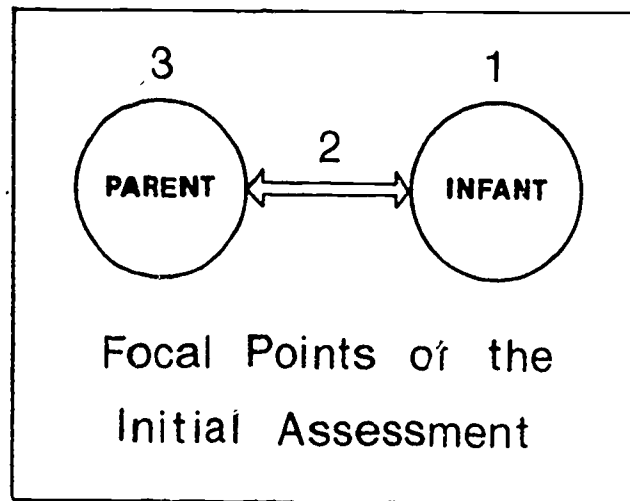 3 1
2
PARENT INFANT
Focal Points of the
Initial Assessment